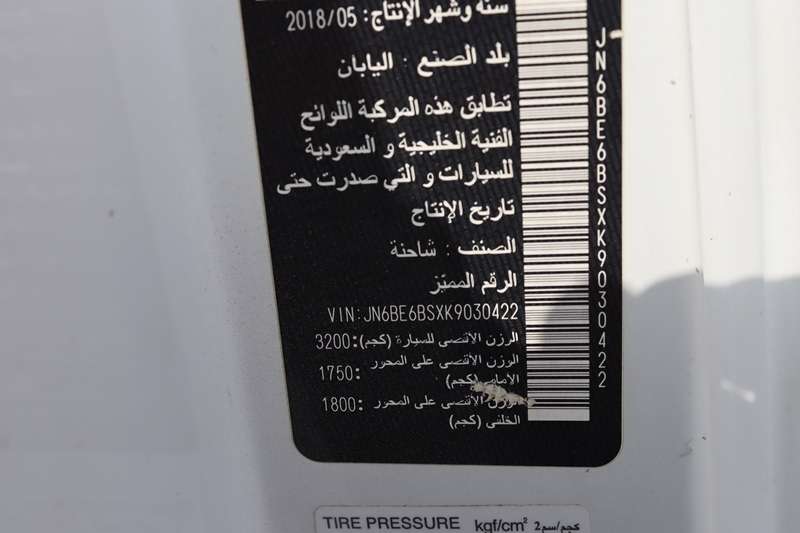 سنة وشهر الإنتاج: 2018/05
بلد الصنع : اليابان
تطابق هذه المركبة اللوائح
الفنية الخليجية و السعودية
للسيارات و التي صدرت حتى
تاريخ الإنتاج
الصنف : شاحنة
الرقم المميّز
VIN:JN6BE6BSXK9030422
الوزن الأقصى للسيارة (كجم):3200
الوزن الأقصى على المحور
الأمامي (كجم) :1750
الوزن الأقصى على المحور
الخلفي (كجم) :1800
JN6BE6BSXK9030422
TIRE PRESSURE kgf/cm² كجم/سم2